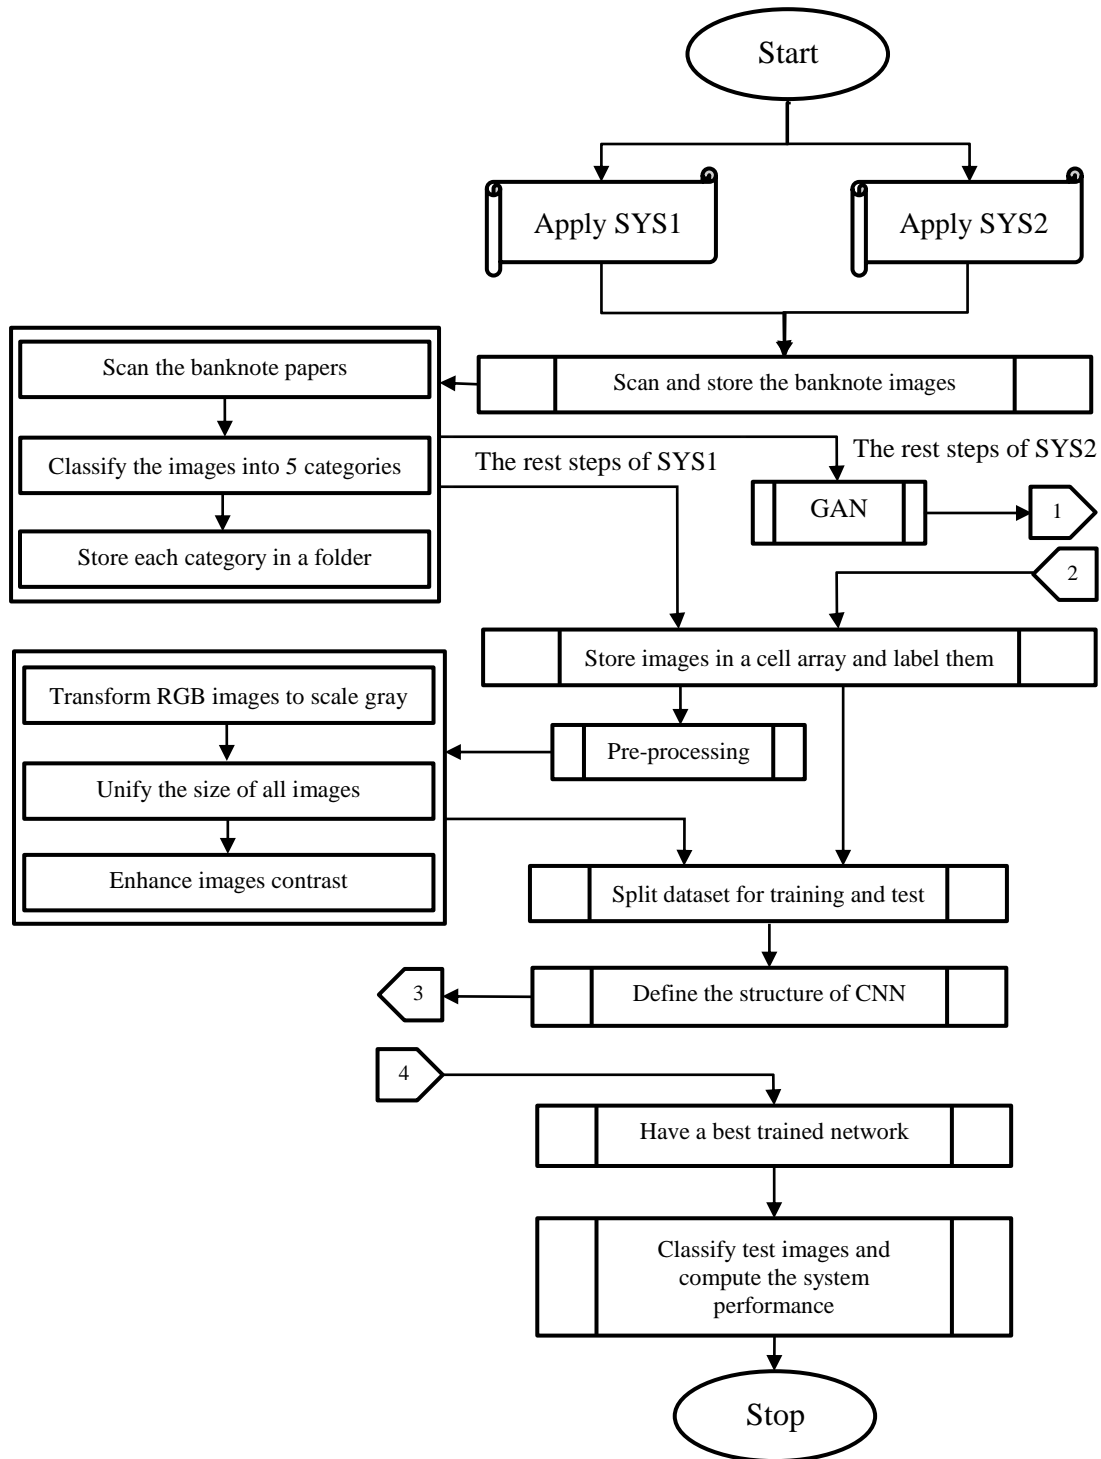 Start
Apply SYS1
Apply SYS2
Scan and store the banknote images
Scan the banknote papers
Classify the images into 5 categories
Store each category in a folder
The rest steps of SYS1
The rest steps of SYS2
GAN
1
2
Store images in a cell array and label them
Pre-processing
Transform RGB images to scale gray
Unify the size of all images
Enhance images contrast
Split dataset for training and test
Define the structure of CNN
3
4
Have a best trained network
Classify test images and
compute the system
performance
Stop